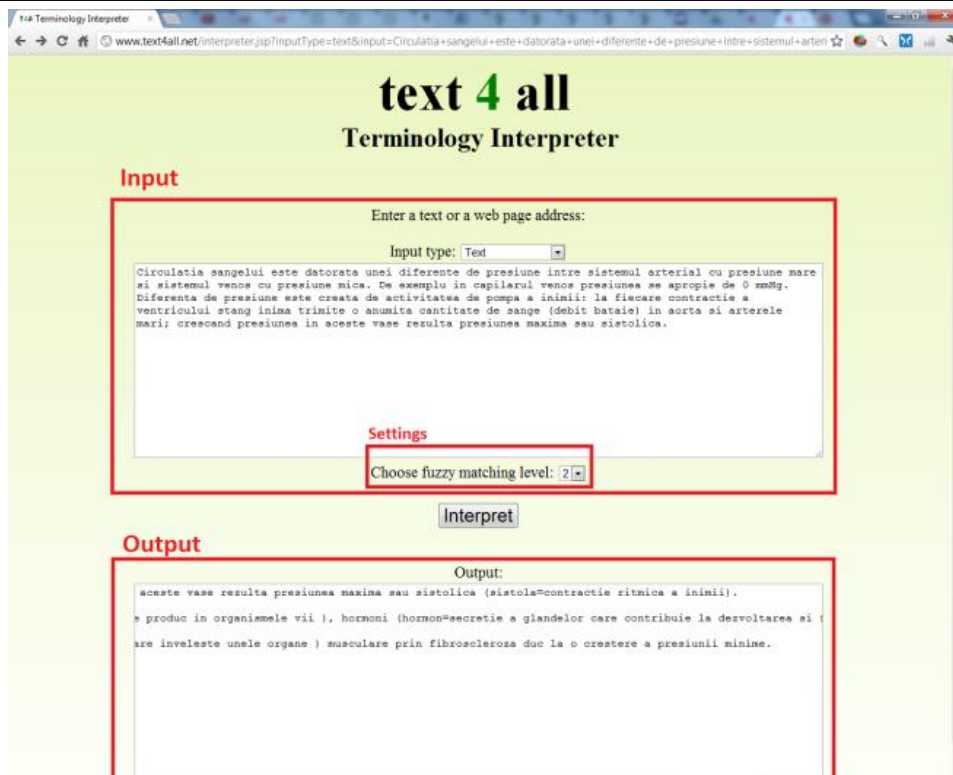 Terminology Interpreter
www.text4all.net/interpreter.jsp?inputType=text&input=Circulatia+sangelui+este+datorata+unei+diferente+de+presiune+intre+sistemul+arteri
text 4 all
Terminology Interpreter
Input
Enter a text or a web page address:
Input type: Text
Circulatia sangelui este datorata unei diferente de presiune intre sistemul arterial cu presiune mare
si sistemul venos cu presiune mica. De exemplu in capilarul venos presiunea se apropie de 0 mmHg.
Diferenta de presiune este creata de activitatea de pompa a inimii: la fiecare contractie a
ventricului stang inima trimite o anumita cantitate de sange (debit bataie) in aorta si arterele
mari; crescand presiunea in aceste vase rezulta presiunea maxima sau sistolica.
Settings
Choose fuzzy matching level: 2
Interpret
Output
Output:
aceste vase rezulta presiunea maxima sau sistolica (sistola=contractie ritmica a inimii).
produc in organismele vii ), hormoni (hormon=secretie a glandelor care contribuie la dezvoltarea si
are inveleste unele organe ) musculare prin fibroscleroza duc la o crestere a presiunii minime.